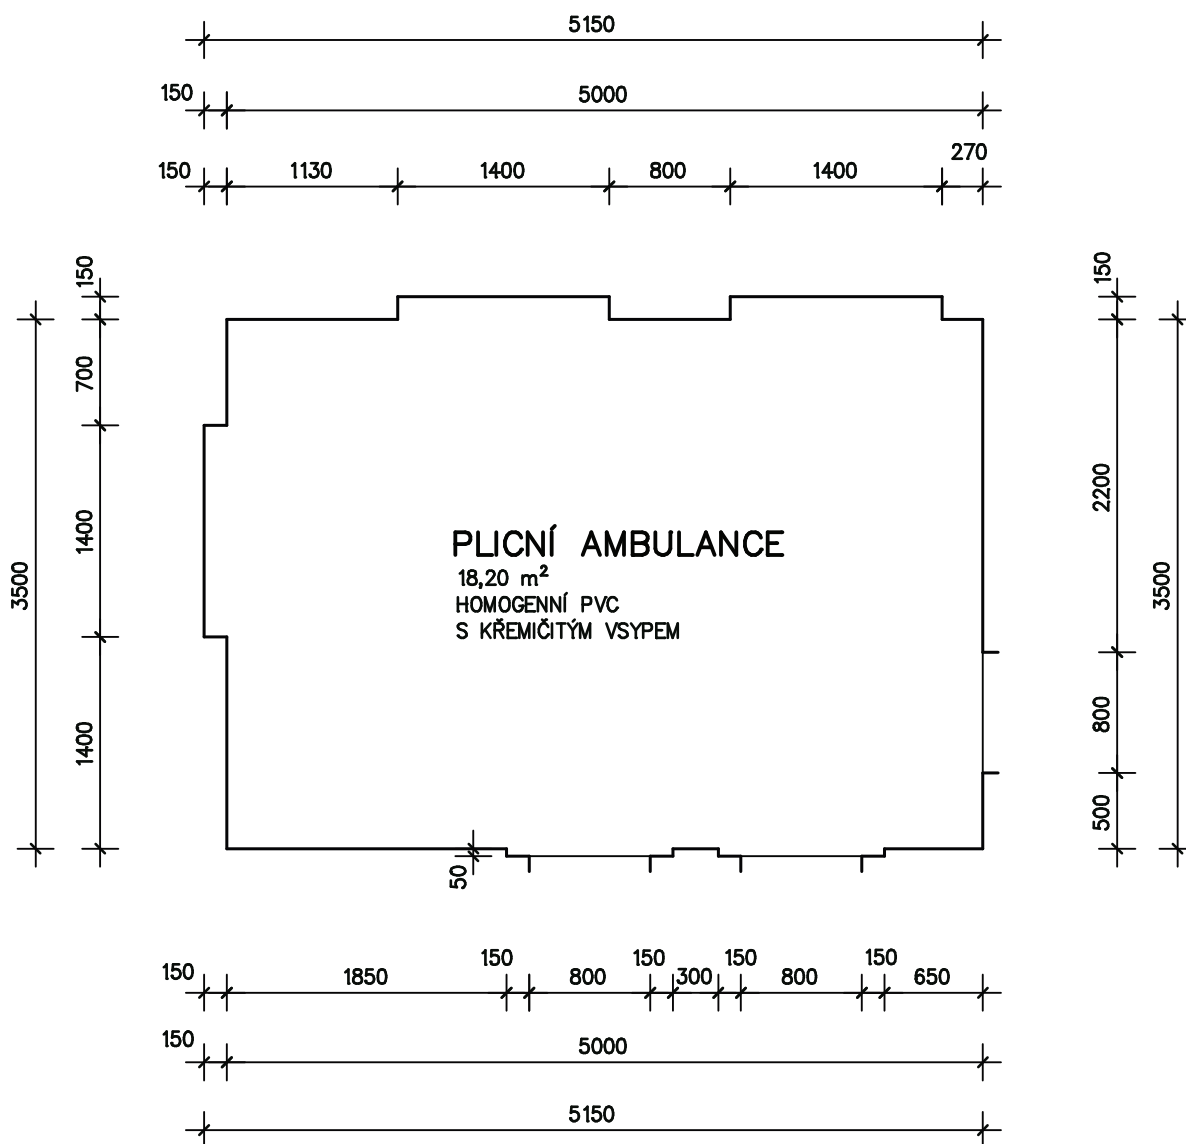 5150
150 5000
150 1130 1400 800 1400 270
150 150
700
1400 2200
3500 3500
PLICNÍ AMBULANCE
18,20 m²
HOMOGENNÍ PVC
S KŘEMIČITÝM VSYPEM
1400 800
500
50
150 1850 150 800 150 300 150 800 150 650
150 5000
5150